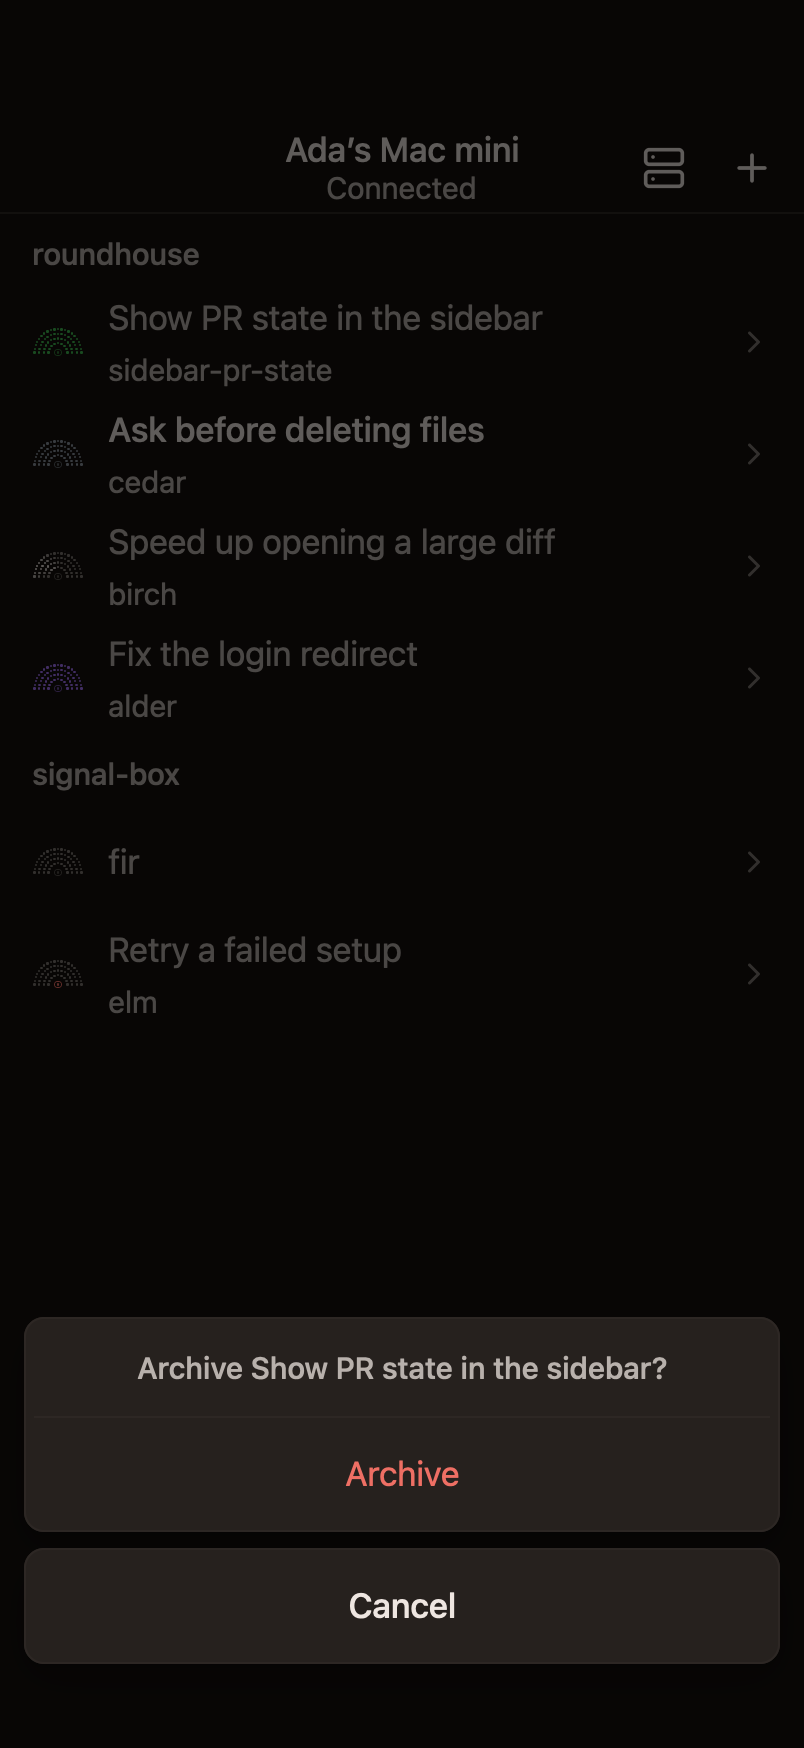 Ada’s Mac mini
Connected
roundhouse
Show PR state in the sidebar
sidebar-pr-state
Ask before deleting files
cedar
Speed up opening a large diff
birch
Fix the login redirect
alder
signal-box
fir
Retry a failed setup
elm
Archive Show PR state in the sidebar?
Archive
Cancel